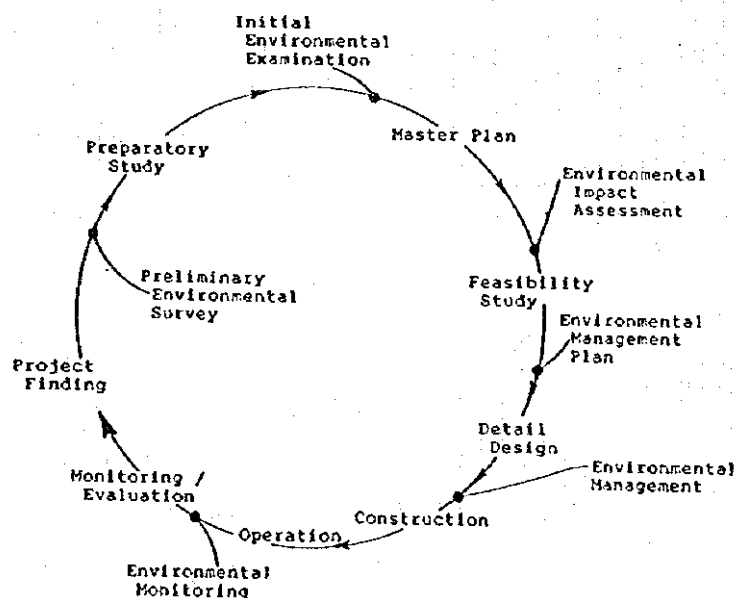 Initial
Environmental
Examination
Master Plan
Preparatory
Study
Environmental
Impact
Assessment
Preliminary
Environmental
Survey
Feasibility
Study
Environmental
Management
Plan
Project
Finding
Detail
Design
Environmental
Management
Monitoring /
Evaluation
Construction
Operation
Environmental
Monitoring